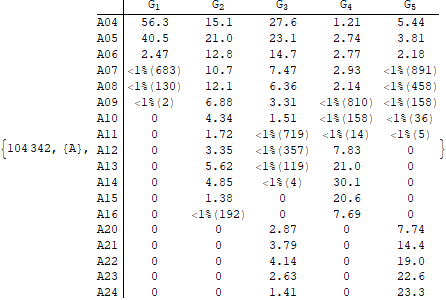 G₁ G₂ G₃ G₄ G₅
A04 56.3 15.1 27.6 1.21 5.44
A05 40.5 21.0 23.1 2.74 3.81
A06 2.47 12.8 14.7 2.77 2.18
A07 <1%(683) 10.7 7.47 2.93 <1%(891)
A08 <1%(130) 12.1 6.36 2.14 <1%(458)
A09 <1%(2) 6.88 3.31 <1%(810) <1%(158)
A10 0 4.34 1.51 <1%(158) <1%(36)
A11 0 1.72 <1%(719) <1%(14) <1%(5)
{104 342, {A}, A12 0 3.35 <1%(357) 7.83 0 }
A13 0 5.62 <1%(119) 21.0 0
A14 0 4.85 <1%(4) 30.1 0
A15 0 1.38 0 20.6 0
A16 0 <1%(192) 0 7.69 0
A20 0 0 2.87 0 7.74
A21 0 0 3.79 0 14.4
A22 0 0 4.14 0 19.0
A23 0 0 2.63 0 22.6
A24 0 0 1.41 0 23.3